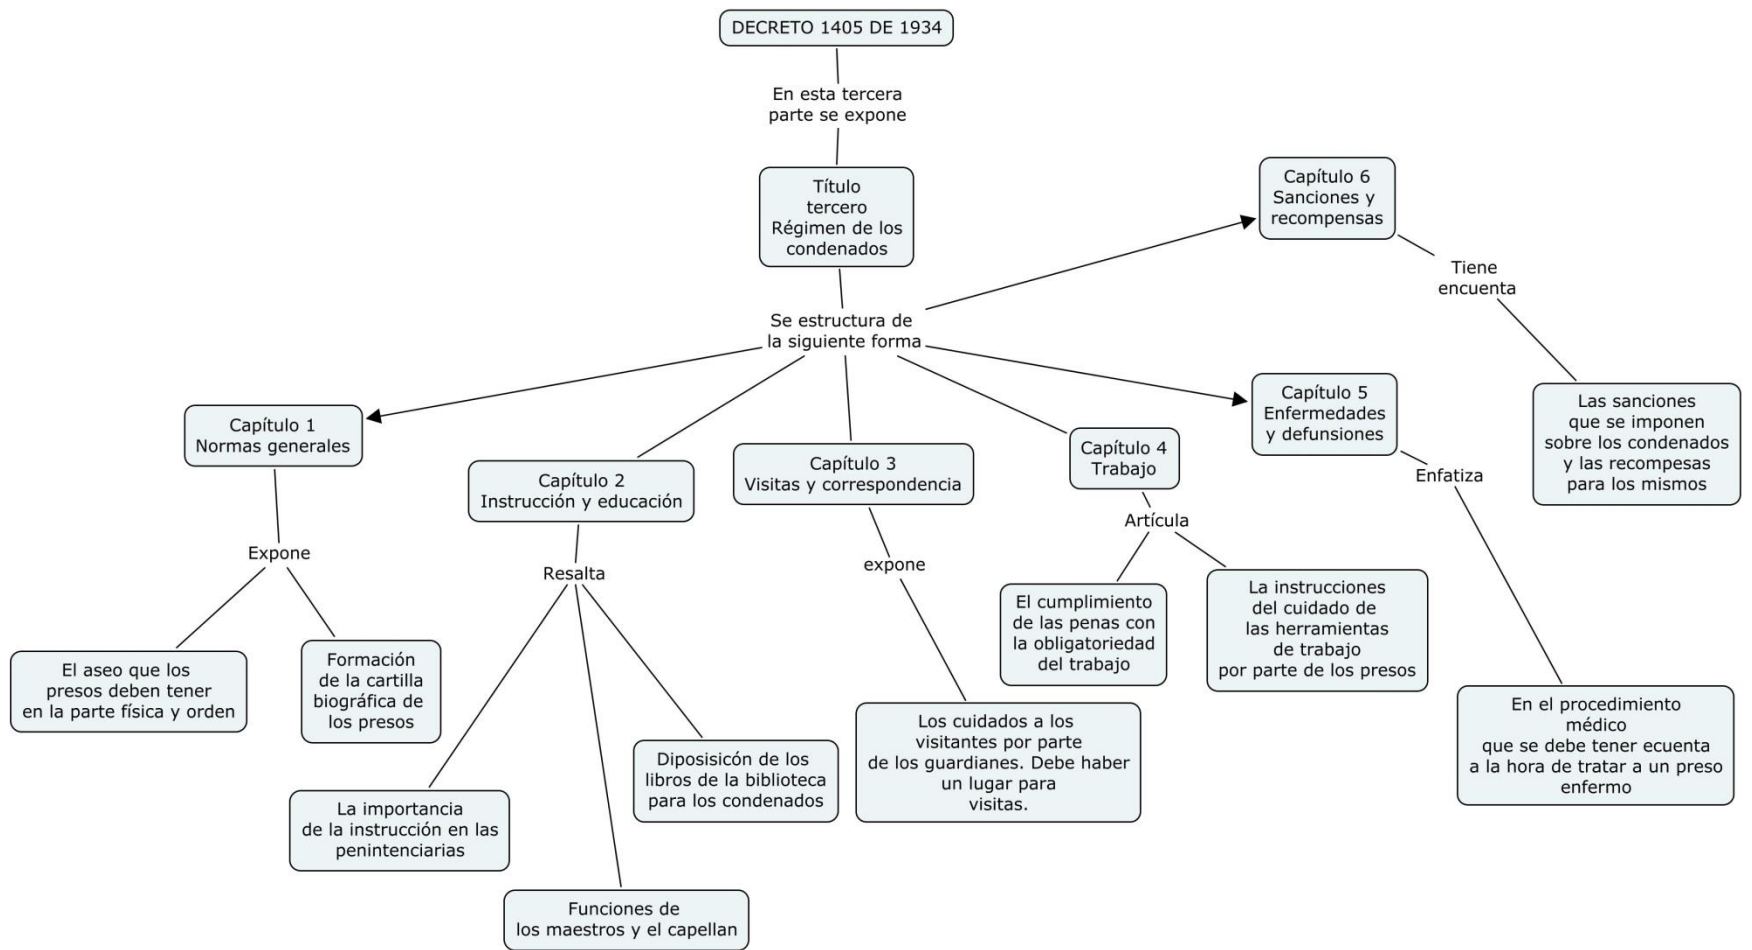 DECRETO 1405 DE 1934
En esta tercera
parte se expone
Título
tercero
Régimen de los
condenados
Se estructura de
la siguiente forma
Capítulo 1
Normas generales
Expone
El aseo que los
presos deben tener
en la parte física y orden
Formación
de la cartilla
biográfica de
los presos
Capítulo 2
Instrucción y educación
Resalta
La importancia
de la instrucción en las
penintenciarias
Funciones de
los maestros y el capellan
Diposisicón de los
libros de la biblioteca
para los condenados
Capítulo 3
Visitas y correspondencia
expone
Los cuidados a los
visitantes por parte
de los guardianes. Debe haber
un lugar para
visitas.
Capítulo 4
Trabajo
Artícula
El cumplimiento
de las penas con
la obligatoriedad
del trabajo
La instrucciones
del cuidado de
las herramientas
de trabajo
por parte de los presos
Capítulo 5
Enfermedades
y defunsiones
Enfatiza
En el procedimiento
médico
que se debe tener ecuenta
a la hora de tratar a un preso
enfermo
Capítulo 6
Sanciones y
recompensas
Tiene
encuenta
Las sanciones
que se imponen
sobre los condenados
y las recompesas
para los mismos